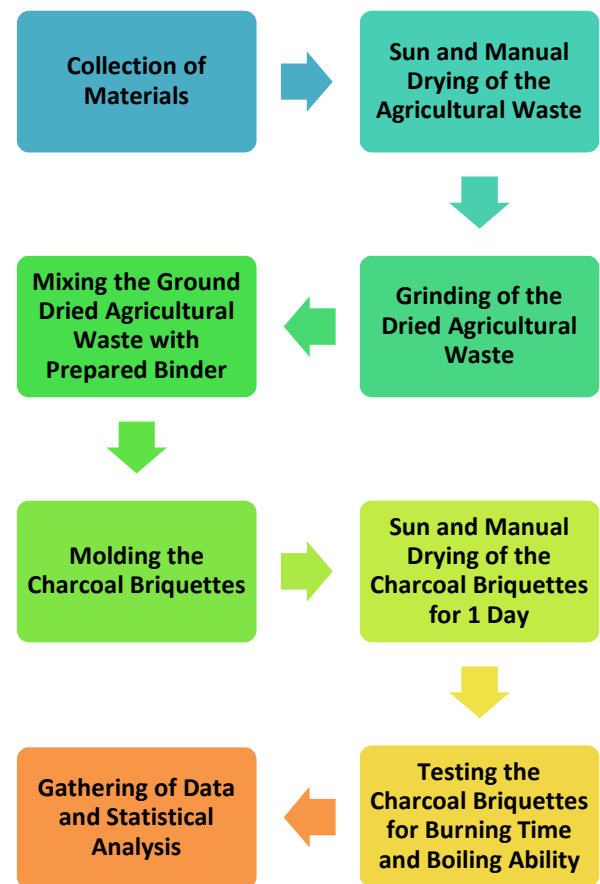 Collection of
Materials
Sun and Manual
Drying of the
Agricultural Waste
Grinding of the
Dried Agricultural
Waste
Mixing the Ground
Dried Agricultural
Waste with
Prepared Binder
Molding the
Charcoal Briquettes
Sun and Manual
Drying of the
Charcoal Briquettes
for 1 Day
Testing the
Charcoal Briquettes
for Burning Time
and Boiling Ability
Gathering of Data
and Statistical
Analysis